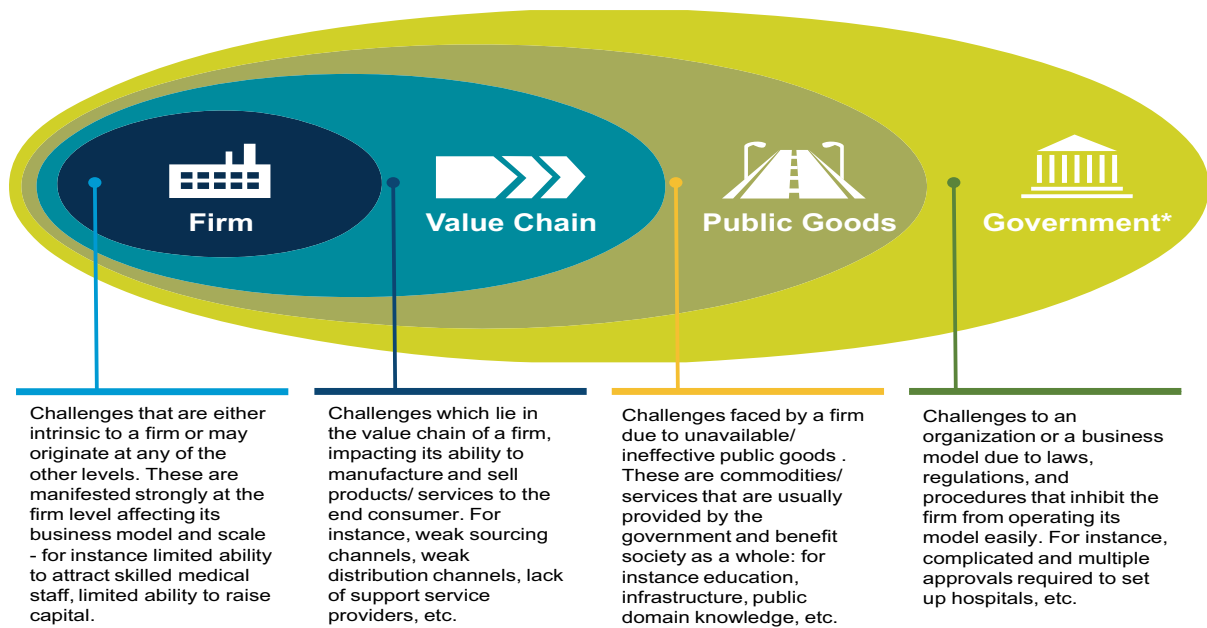 Firm
Value Chain
Public Goods
Government*
Challenges that are either
intrinsic to a firm or may
originate at any of the
other levels. These are
manifested strongly at the
firm level affecting its
business model and scale
- for instance limited ability
to attract skilled medical
staff, limited ability to raise
capital.
Challenges which lie in
the value chain of a firm,
impacting its ability to
manufacture and sell
products/ services to the
end consumer. For
instance, weak sourcing
channels, weak
distribution channels, lack
of support service
providers, etc.
Challenges faced by a firm
due to unavailable/
ineffective public goods .
These are commodities/
services that are usually
provided by the
government and benefit
society as a whole: for
instance education,
infrastructure, public
domain knowledge, etc.
Challenges to an
organization or a business
model due to laws,
regulations, and
procedures that inhibit the
firm from operating its
model easily. For instance,
complicated and multiple
approvals required to set
up hospitals, etc.